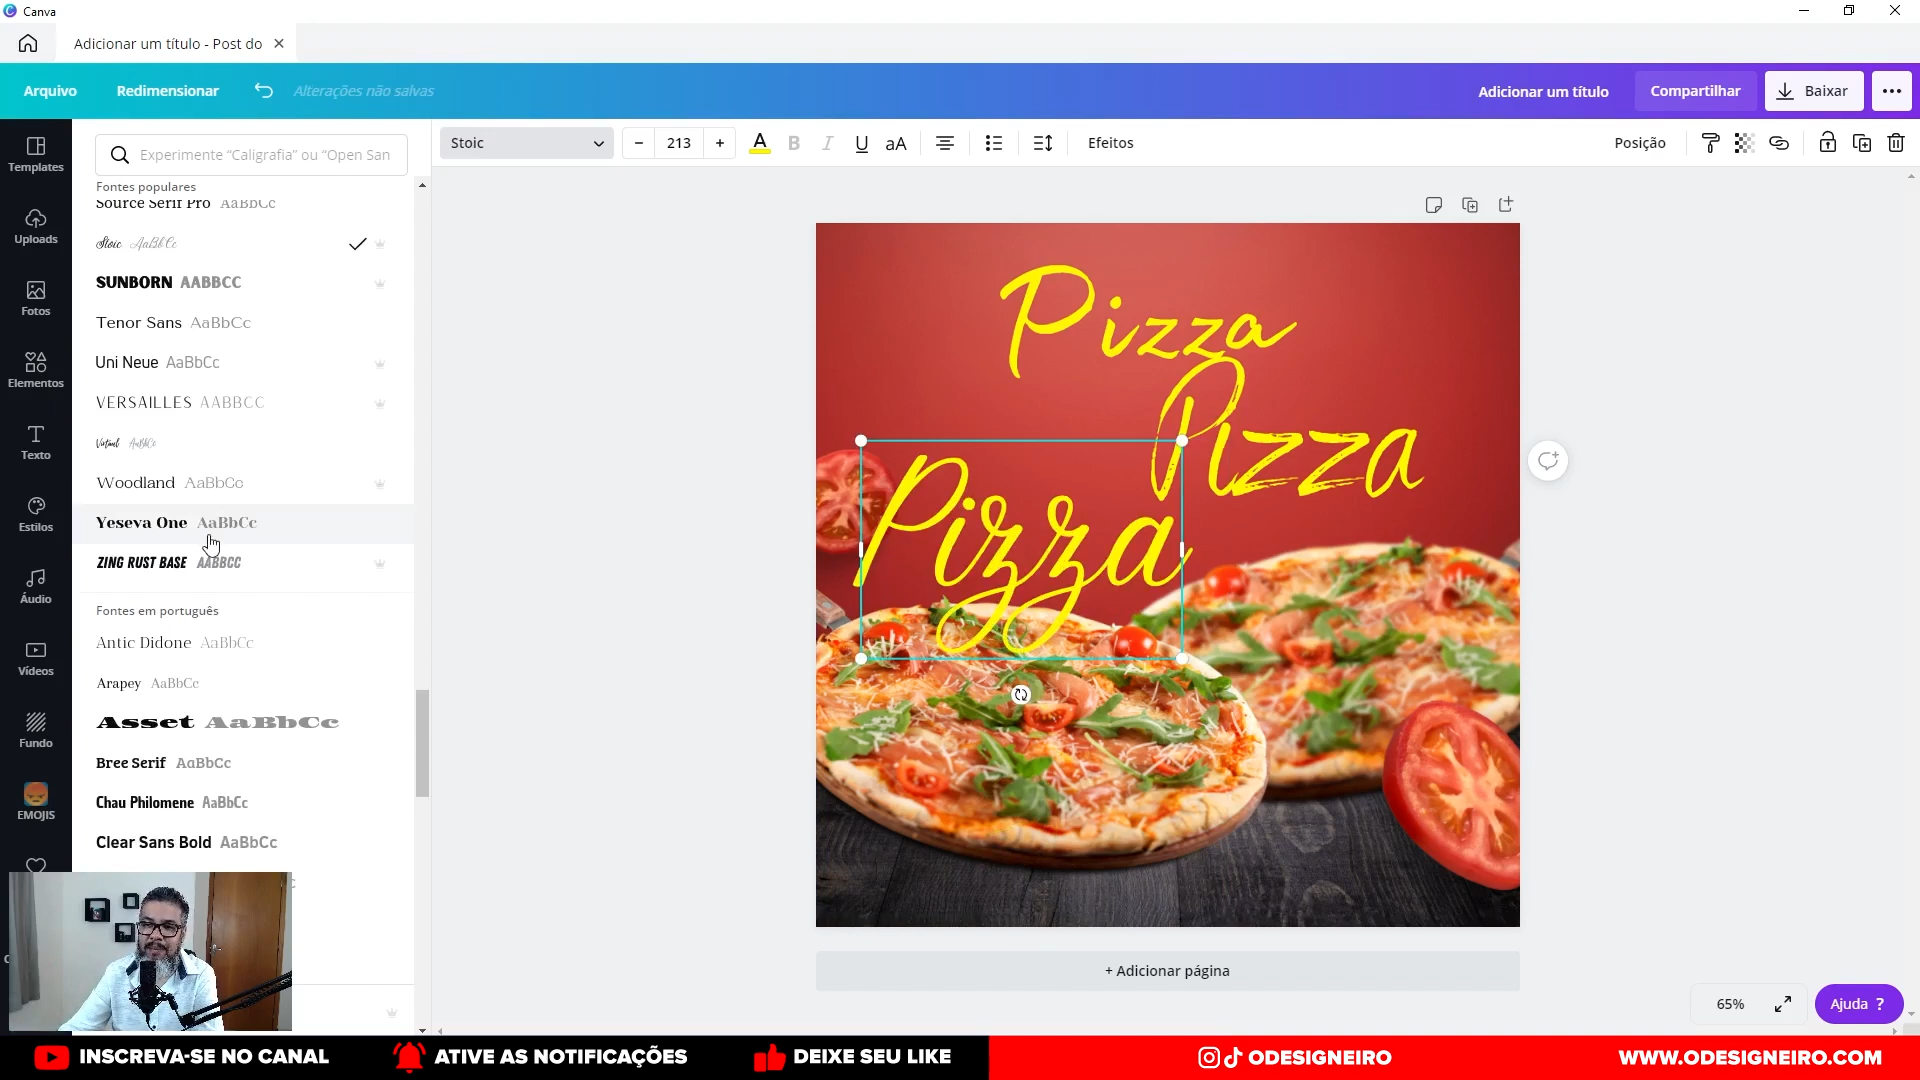 Canva
Adicionar um título - Post do
Arquivo
Redimensionar
Alterações não salvas
Adicionar um título
Compartilhar
Baixar
Templates
Uploads
Fotos
Elementos
Texto
Estilos
Áudio
Vídeos
Fundo
EMOJIS
Experimente “Caligrafia” ou “Open San
Fontes populares
Source Serif Pro AaBbCc
Stoic AaBbCc
SUNBORN AABBCC
Tenor Sans AaBbCc
Uni Neue AaBbCc
VERSAILLES AABBCC
Virtual AaBbCc
Woodland AaBbCc
Yeseva One AaBbCc
ZING RUST BASE AABBCC
Fontes em português
Antic Didone AaBbCc
Arapey AaBbCc
Asset AaBbCc
Bree Serif AaBbCc
Chau Philomene AaBbCc
Clear Sans Bold AaBbCc
Stoic
213
A
B
I
U
aA
Efeitos
Posição
Pizza
Pizza
Pizza
+ Adicionar página
65%
Ajuda ?
INSCREVA-SE NO CANAL
ATIVE AS NOTIFICAÇÕES
DEIXE SEU LIKE
ODESIGNEIRO
WWW.ODESIGNEIRO.COM